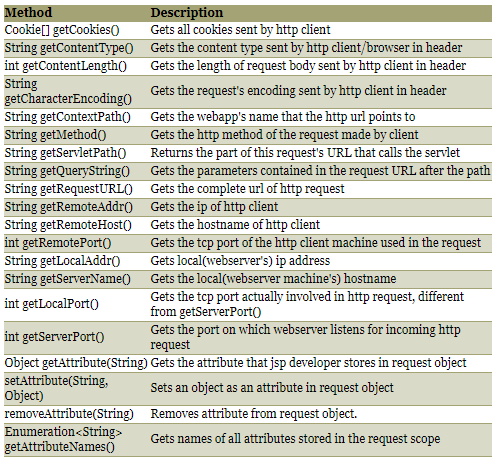 Method Description
Cookie[] getCookies() Gets all cookies sent by http client
String getContentType() Gets the content type sent by http client/browser in header
int getContentLength() Gets the length of request body sent by http client in header
String
getCharacterEncoding() Gets the request's encoding sent by http client in header
String getContextPath() Gets the webapp's name that the http url points to
String getMethod() Gets the http method of the request made by client
String getServletPath() Returns the part of this request's URL that calls the servlet
String getQueryString() Gets the parameters contained in the request URL after the path
String getRequestURL() Gets the complete url of http request
String getRemoteAddr() Gets the ip of http client
String getRemoteHost() Gets the hostname of http client
int getRemotePort() Gets the tcp port of the http client machine used in the request
String getLocalAddr() Gets local(webserver's) ip address
String getServerName() Gets the local(webserver machine's) hostname
int getLocalPort() Gets the tcp port actually involved in http request, different
from getServerPort()
int getServerPort() Gets the port on which webserver listens for incoming http
request
Object getAttribute(String) Gets the attribute that jsp developer stores in request object
setAttribute(String,
Object) Sets an object as an attribute in request object
removeAttribute(String) Removes attribute from request object.
Enumeration<String>
getAttributeNames() Gets names of all attributes stored in the request scope